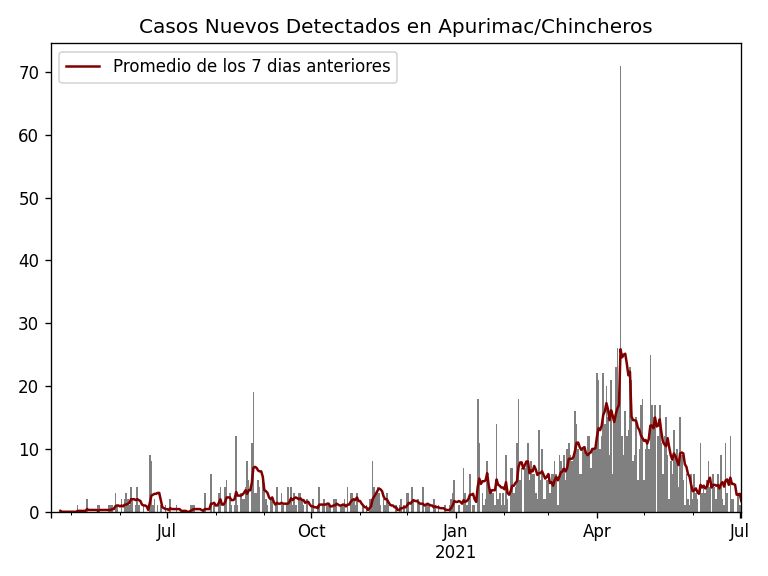 Casos Nuevos Detectados en Apurimac/Chincheros
Promedio de los 7 dias anteriores
70
60
50
40
30
20
10
0
Jul
Oct
Jan
2021
Apr
Jul